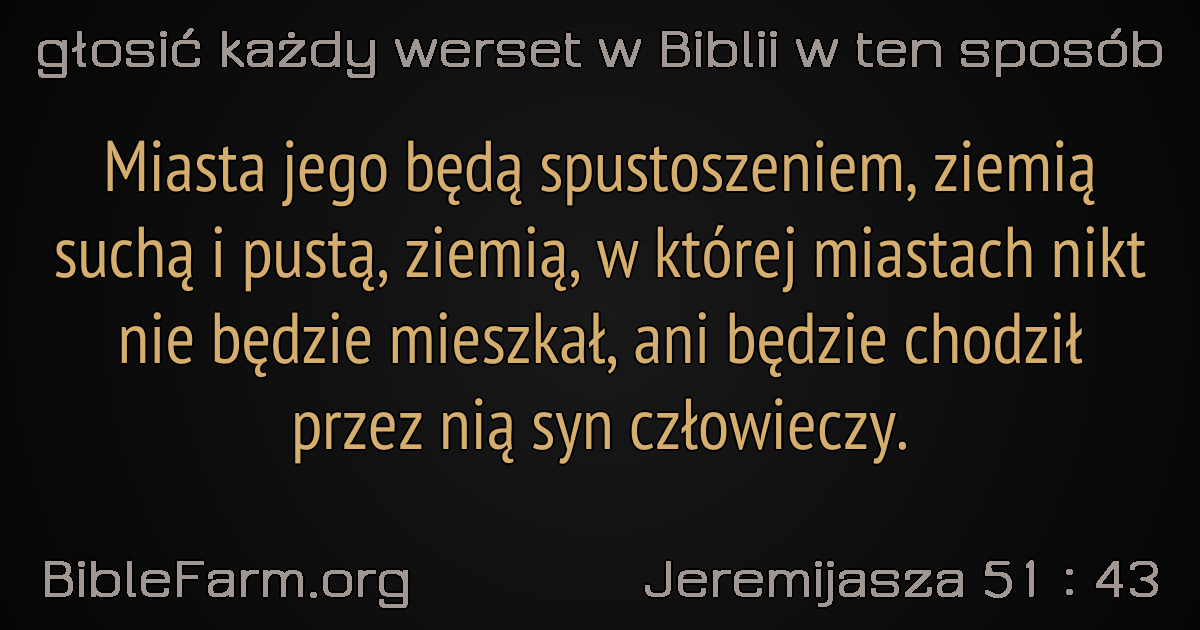 głosić każdy werset w Biblii w ten sposób
Miasta jego będą spustoszeniem, ziemią
suchą i pustą, ziemią, w której miastach nikt
nie będzie mieszkał, ani będzie chodził
przez nią syn człowieczy.
BibleFarm.org
Jeremijasza 51 : 43